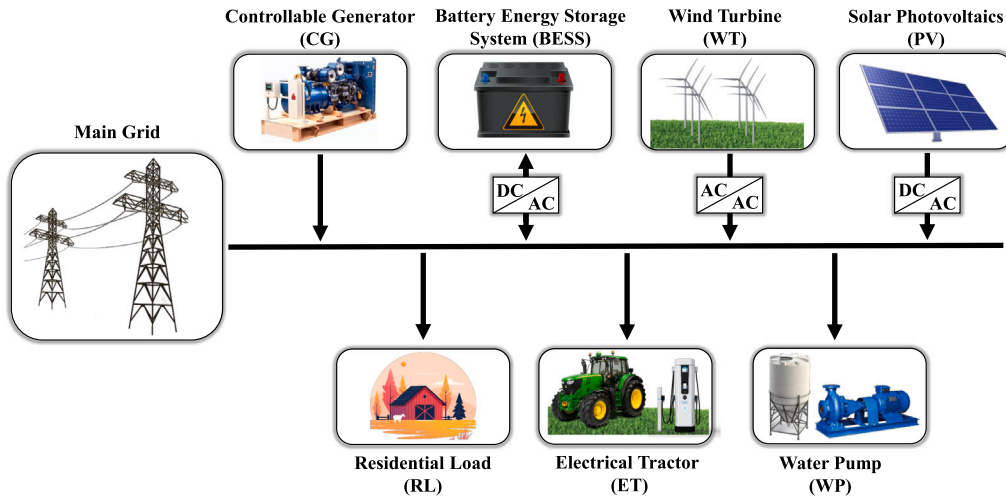 Controllable Generator
(CG)
Battery Energy Storage
System (BESS)
Wind Turbine
(WT)
Solar Photovoltaics
(PV)
Main Grid
DC
AC
AC
AC
DC
AC
Residential Load
(RL)
Electrical Tractor
(ET)
Water Pump
(WP)